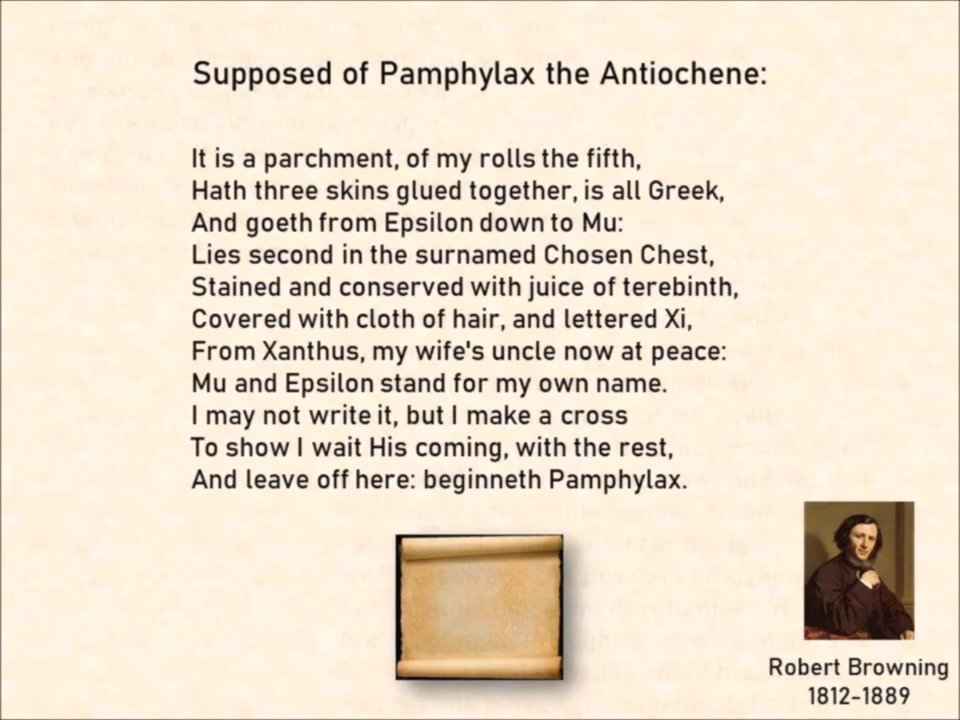 Supposed of Pamphylax the Antiochene:
It is a parchment, of my rolls the fifth,
Hath three skins glued together, is all Greek,
And goeth from Epsilon down to Mu:
Lies second in the surnamed Chosen Chest,
Stained and conserved with juice of terebinth,
Covered with cloth of hair, and lettered Xi,
From Xanthus, my wife's uncle now at peace:
Mu and Epsilon stand for my own name.
I may not write it, but I make a cross
To show I wait His coming, with the rest,
And leave off here: beginneth Pamphylax.
Robert Browning
1812-1889